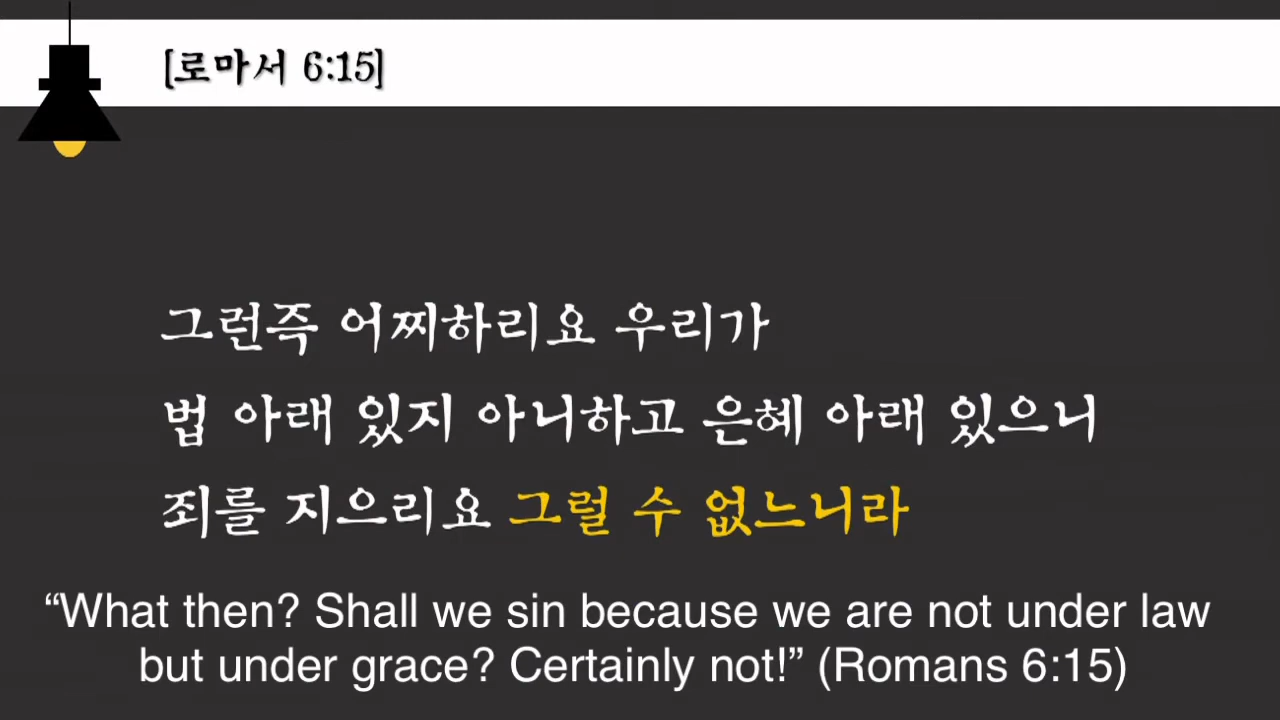 [로마서 6:15]
그런즉 어찌하리요 우리가
법 아래 있지 아니하고 은혜 아래 있으니
죄를 지으리요 그럴 수 없느니라
“What then? Shall we sin because we are not under law
but under grace? Certainly not!” (Romans 6:15)